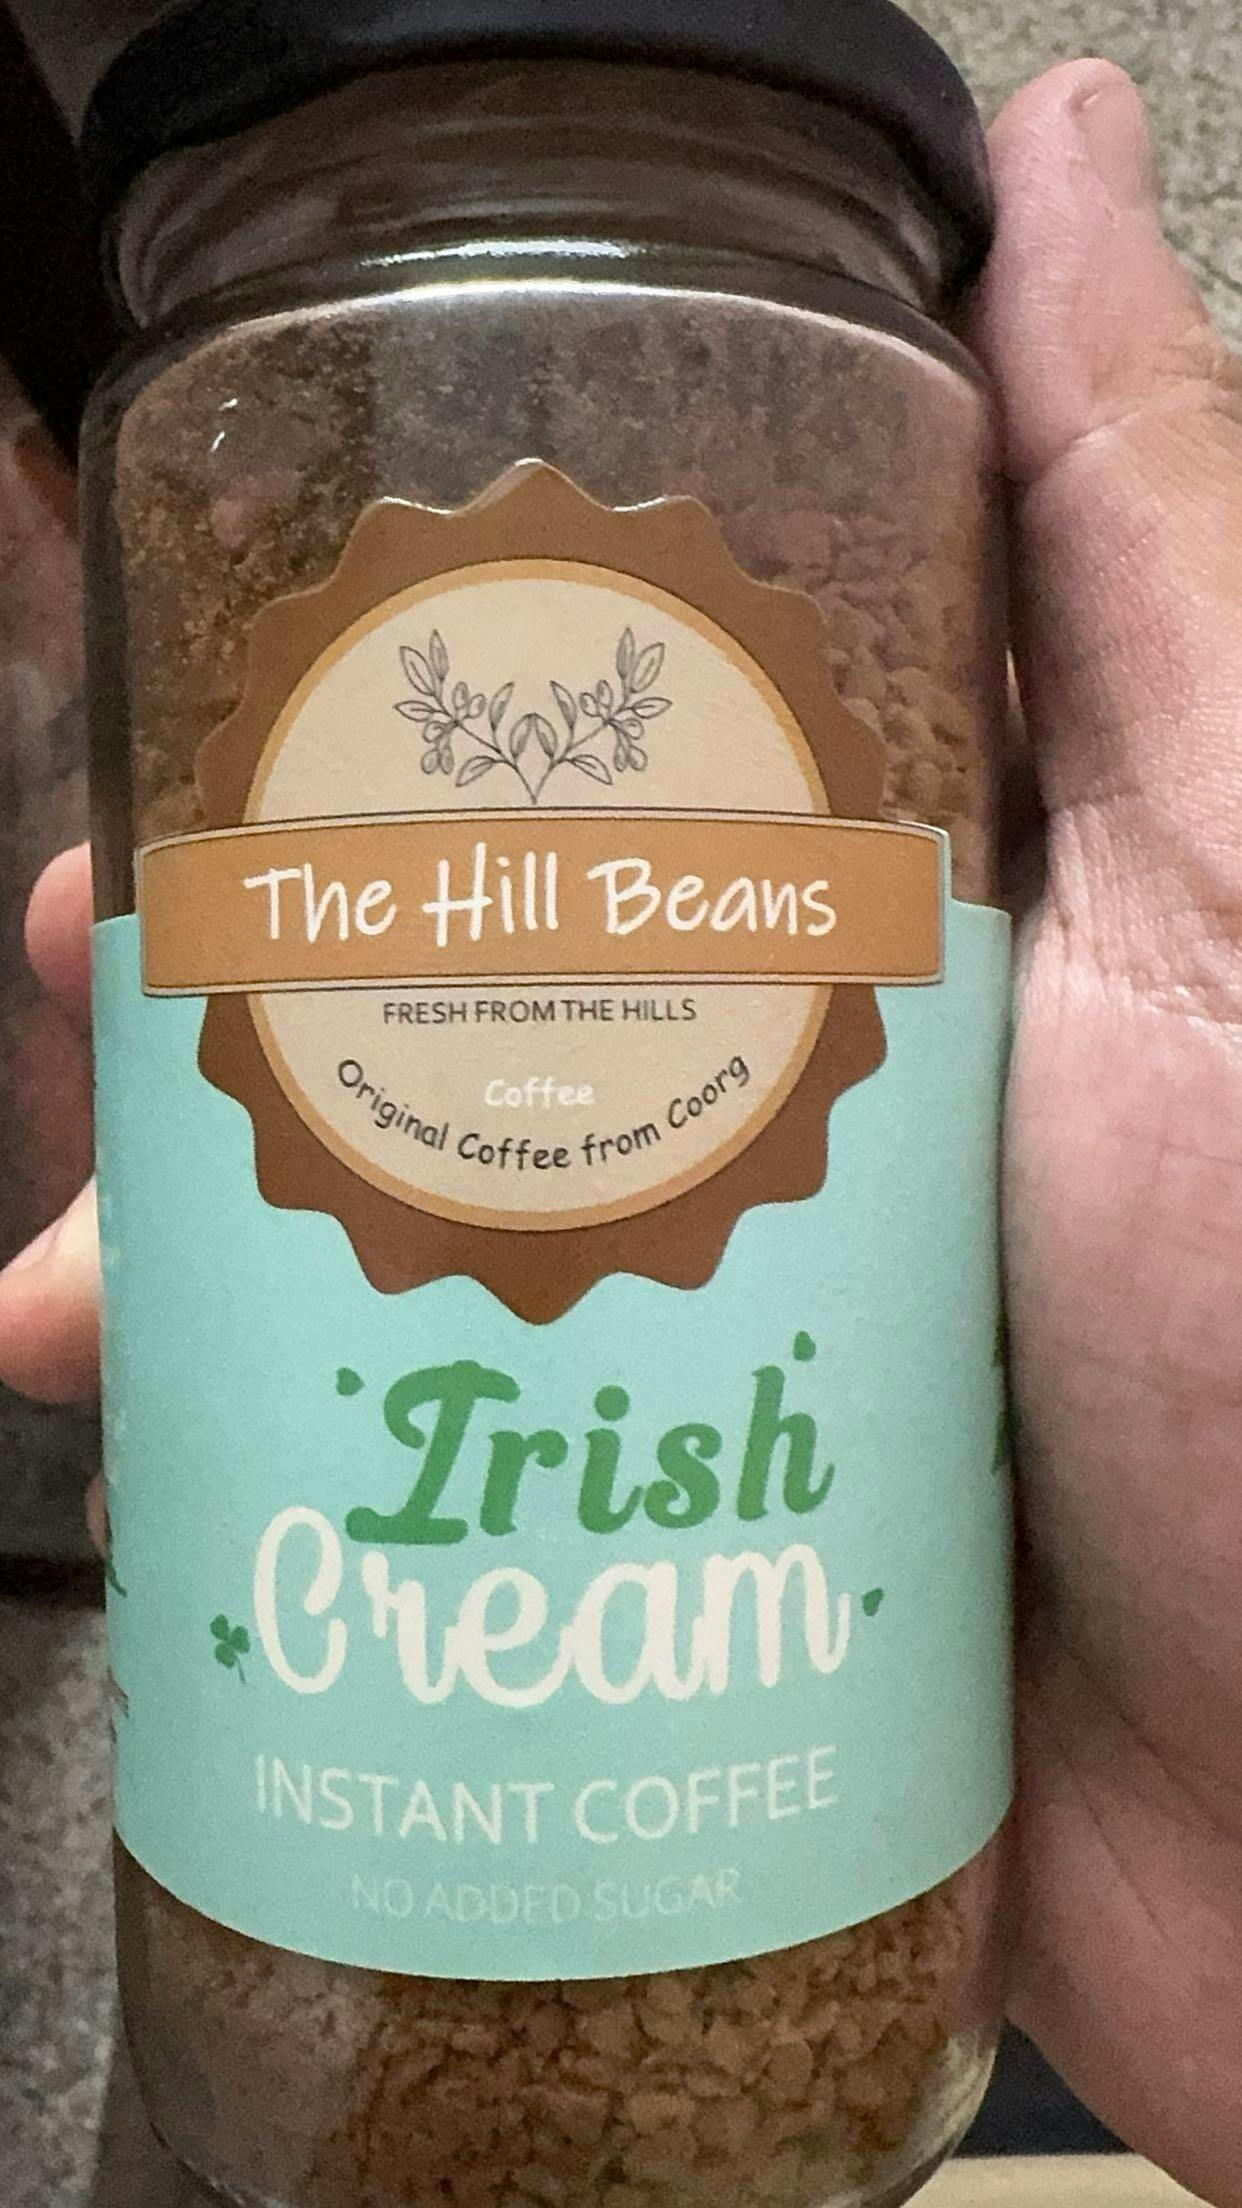 The Hill Beans
FRESH FROM THE HILLS
Coffee
Original Coffee from Coorg
Irish
Cream
INSTANT COFFEE
NO ADDED SUGAR